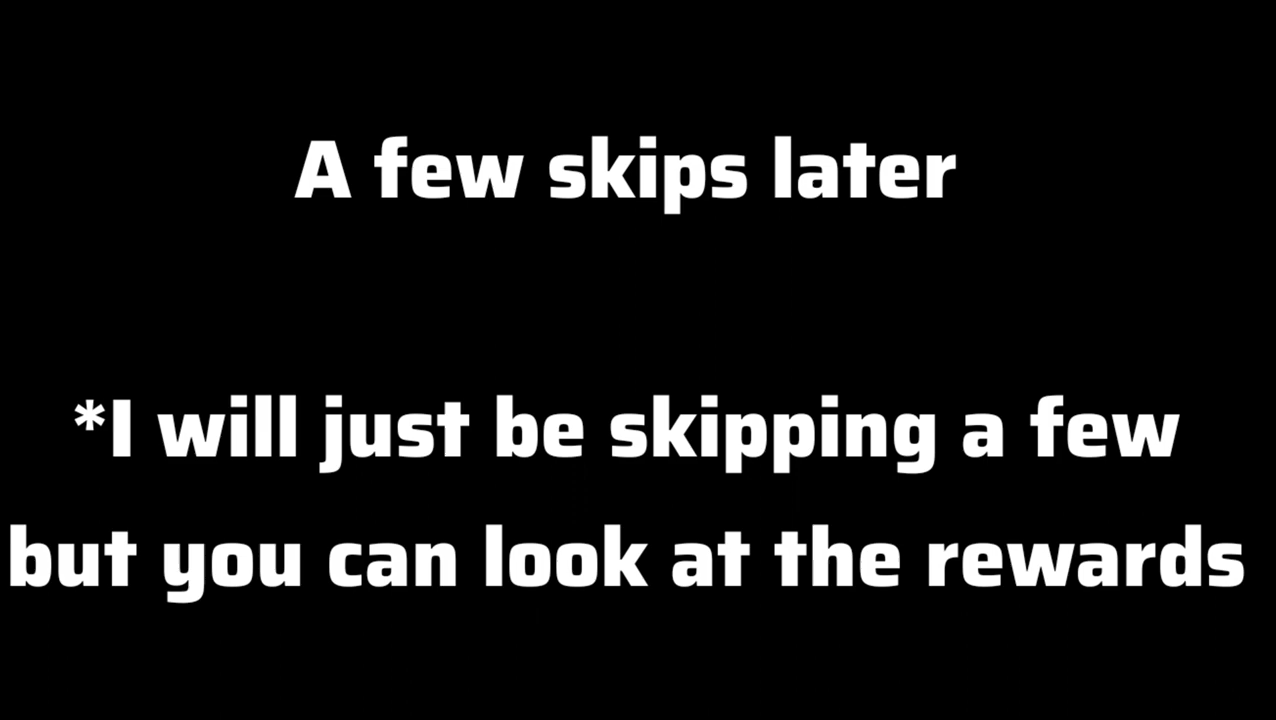 A few skips later
*I will just be skipping a few
but you can look at the rewards